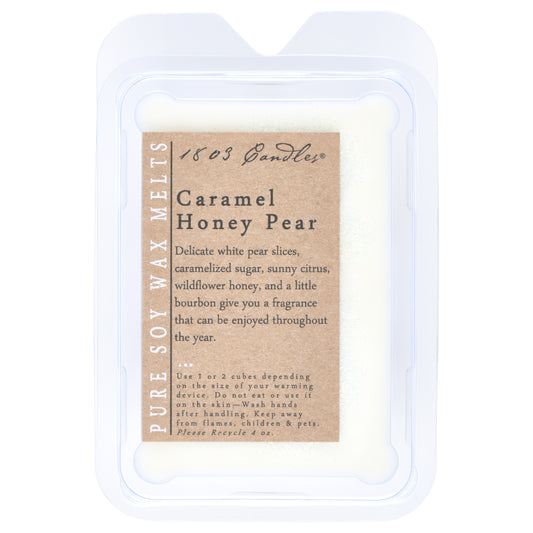 1803 Candles®
PURE SOY WAX MELTS
Caramel
Honey Pear
Delicate white pear slices,
caramelized sugar, sunny citrus,
wildflower honey, and a little
bourbon give you a fragrance
that can be enjoyed throughout
the year.
...
Use 1 or 2 cubes depending
on the size of your warming
device. Do not eat or use it
on the skin—Wash hands
after handling. Keep away
from flames, children & pets.
Please Recycle 4 oz.